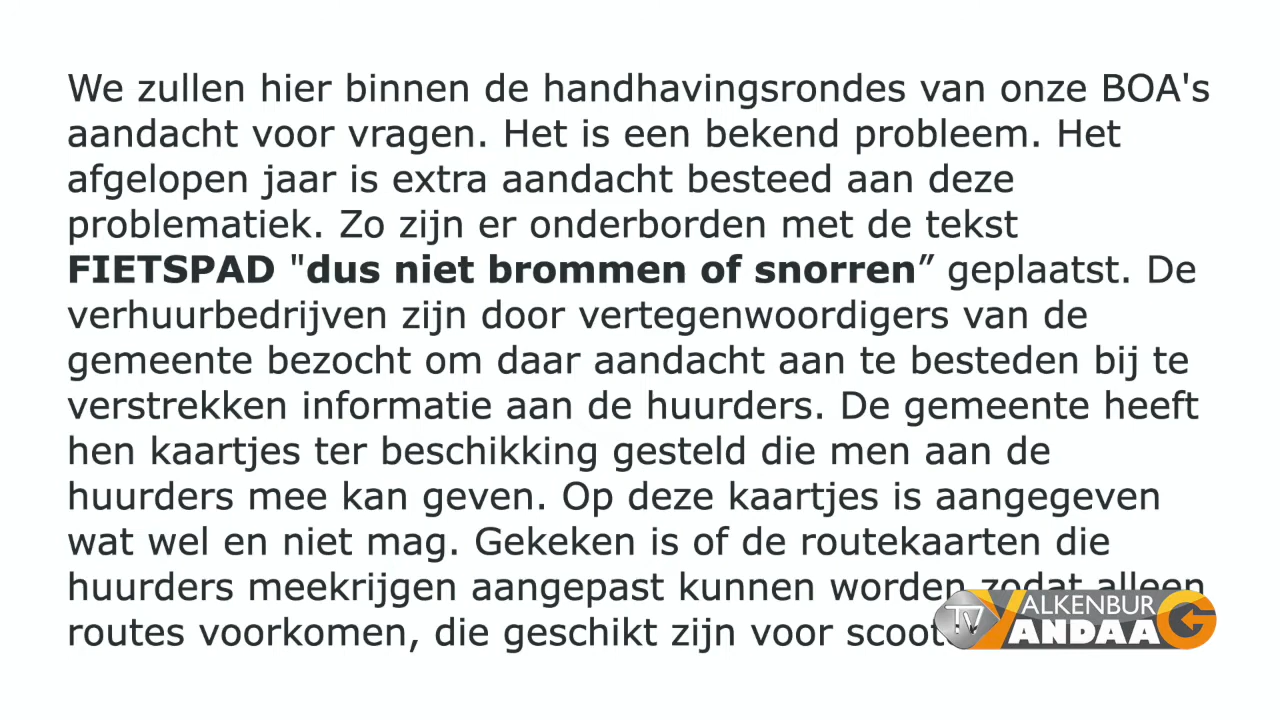 We zullen hier binnen de handhavingsrondes van onze BOA's
aandacht voor vragen. Het is een bekend probleem. Het
afgelopen jaar is extra aandacht besteed aan deze
problematiek. Zo zijn er onderborden met de tekst
FIETSPAD "dus niet brommen of snorren” geplaatst. De
verhuurbedrijven zijn door vertegenwoordigers van de
gemeente bezocht om daar aandacht aan te besteden bij te
verstrekken informatie aan de huurders. De gemeente heeft
hen kaartjes ter beschikking gesteld die men aan de
huurders mee kan geven. Op deze kaartjes is aangegeven
wat wel en niet mag. Gekeken is of de routekaarten die
huurders meekrijgen aangepast kunnen worden zodat alleen
routes voorkomen, die geschikt zijn voor
TV VALKENBURG
VANDAAG